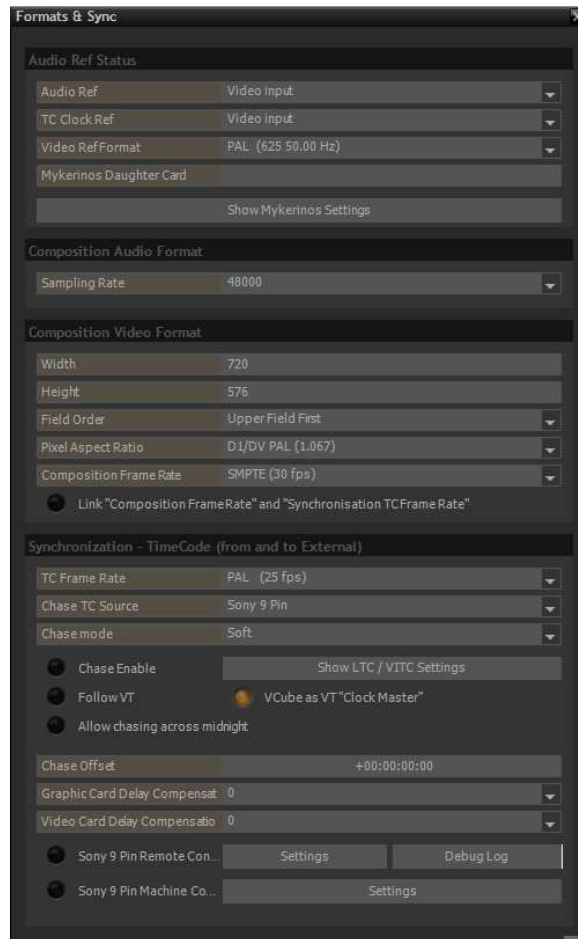 Formats & Sync
Audio Ref Status
Audio Ref Video input
TC Clock Ref Video input
Video Ref Format PAL (625 50.00 Hz)
Mykerinos Daughter Card
Show Mykerinos Settings
Composition Audio Format
Sampling Rate 48000
Composition Video Format
Width 720
Height 576
Field Order Upper Field First
Pixel Aspect Ratio D1/DV PAL (1.067)
Composition Frame Rate SMPTE (30 fps)
Link "Composition Frame Rate" and "Synchronisation TC Frame Rate"
Synchronization - TimeCode (from and to External)
TC Frame Rate PAL (25 fps)
Chase TC Source Sony 9 Pin
Chase mode Soft
Chase Enable Show LTC / VITC Settings
Follow VT VCube as VT "Clock Master"
Allow chasing across midnight
Chase Offset +00:00:00:00
Graphic Card Delay Compensat 0
Video Card Delay Compensatio 0
Sony 9 Pin Remote Con... Settings Debug Log
Sony 9 Pin Machine Co... Settings